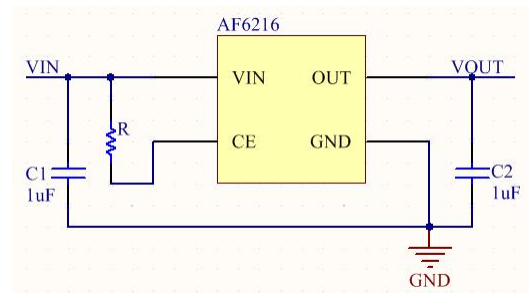 AF6216
VIN
VOUT
VIN
OUT
R
CE
GND
C1
1uF
C2
1uF
GND